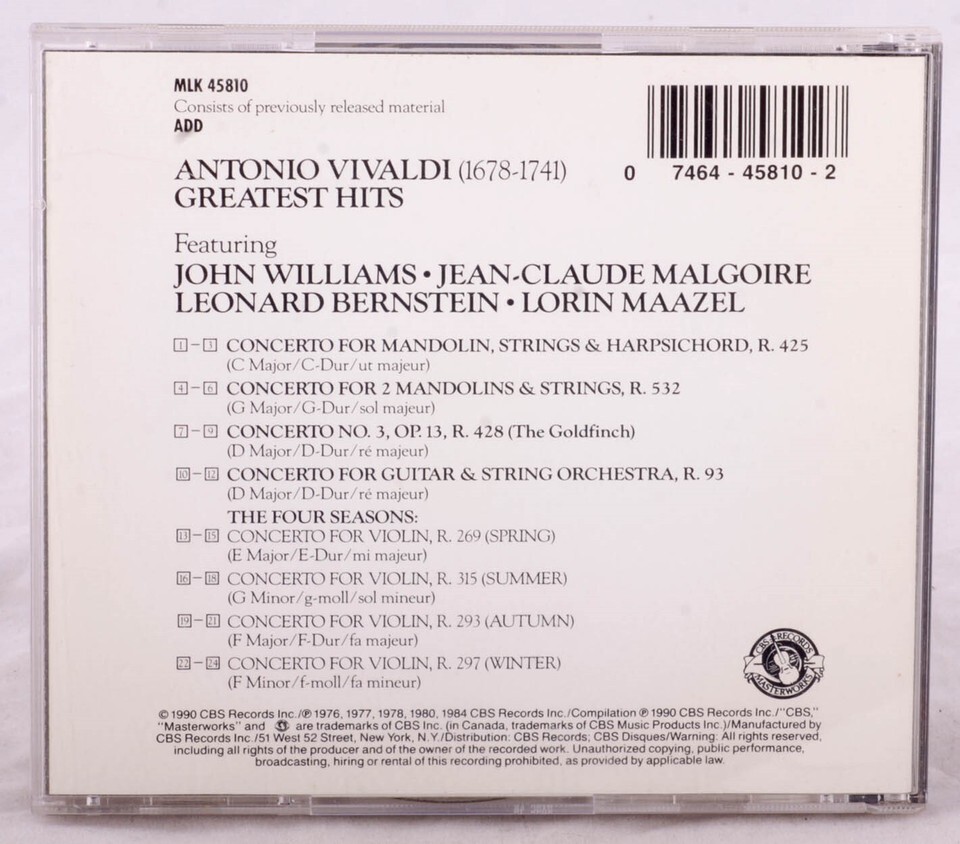 MLK 45810
Consists of previously released material
ADD
0 7464 - 45810 - 2
ANTONIO VIVALDI (1678-1741)
GREATEST HITS
Featuring
JOHN WILLIAMS • JEAN-CLAUDE MALGOIRE
LEONARD BERNSTEIN • LORIN MAAZEL
1 – 3 CONCERTO FOR MANDOLIN, STRINGS & HARPSICHORD, R. 425
(C Major/C-Dur/ut majeur)
4 – 6 CONCERTO FOR 2 MANDOLINS & STRINGS, R. 532
(G Major/G-Dur/sol majeur)
7 – 9 CONCERTO NO. 3, OP. 13, R. 428 (The Goldfinch)
(D Major/D-Dur/ré majeur)
10 – 12 CONCERTO FOR GUITAR & STRING ORCHESTRA, R. 93
(D Major/D-Dur/ré majeur)
THE FOUR SEASONS:
13 – 15 CONCERTO FOR VIOLIN, R. 269 (SPRING)
(E Major/E-Dur/mi majeur)
16 – 18 CONCERTO FOR VIOLIN, R. 315 (SUMMER)
(G Minor/g-moll/sol mineur)
19 – 21 CONCERTO FOR VIOLIN, R. 293 (AUTUMN)
(F Major/F-Dur/fa majeur)
22 – 24 CONCERTO FOR VIOLIN, R. 297 (WINTER)
(F Minor/f-moll/fa mineur)
CBS RECORDS
MASTERWORKS
© 1990 CBS Records Inc./℗ 1976, 1977, 1978, 1980, 1984 CBS Records Inc./Compilation ℗ 1990 CBS Records Inc./"CBS,"
"Masterworks" and are trademarks of CBS Inc. (in Canada, trademarks of CBS Music Products Inc.)/Manufactured by
CBS Records Inc./51 West 52 Street, New York, N.Y./Distribution: CBS Records; CBS Disques/Warning: All rights reserved,
including all rights of the producer and of the owner of the recorded work. Unauthorized copying, public performance,
broadcasting, hiring or rental of this recording prohibited, as provided by applicable law.